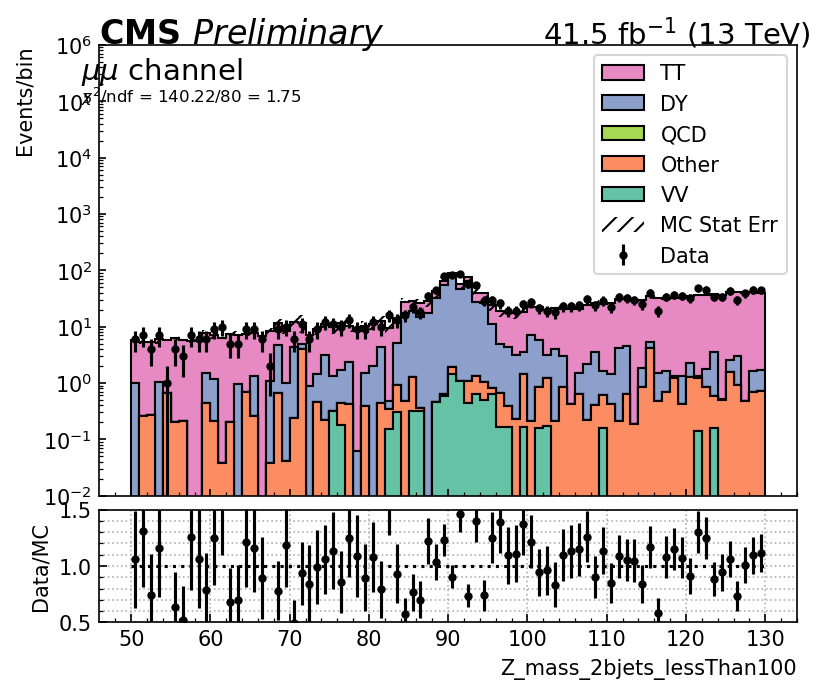 CMS Preliminary 41.5 fb⁻¹ (13 TeV)
μμ channel
χ²/ndf = 140.22/80 = 1.75
Events/bin
10⁶
10⁵
10⁴
10³
10²
10¹
10⁰
10⁻¹
10⁻²
TT
DY
QCD
Other
VV
MC Stat Err
Data
Data/MC
1.5
1.0
0.5
50 60 70 80 90 100 110 120 130
Z_mass_2bjets_lessThan100